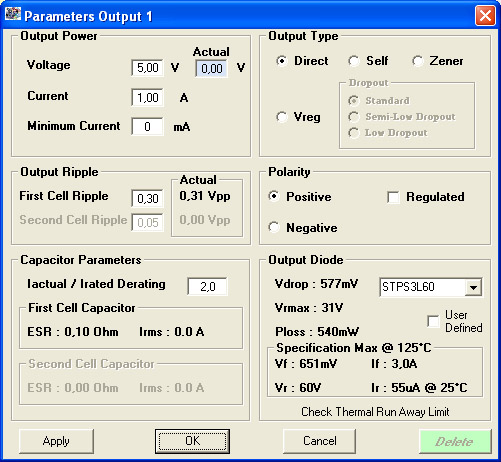 Parameters Output 1
Output Power
Actual
Voltage 5,00 V 0,00 V
Current 1,00 A
Minimum Current 0 mA
Output Type
Direct Self Zener
Vreg
Dropout
Standard
Semi-Low Dropout
Low Dropout
Output Ripple
Actual
First Cell Ripple 0,30 0,31 Vpp
Second Cell Ripple 0,05 0,00 Vpp
Polarity
Positive Regulated
Negative
Capacitor Parameters
Iactual / Irated Derating 2,0
First Cell Capacitor
ESR : 0,10 Ohm Irms : 0.0 A
Second Cell Capacitor
ESR : 0,00 Ohm Irms : 0.0 A
Output Diode
Vdrop : 577mV STPS3L60
Vrmax : 31V
Ploss : 540mW
User
Defined
Specification Max @ 125°C
Vf : 651mV If : 3,0A
Vr : 60V Ir : 55uA @ 25°C
Check Thermal Run Away Limit
Apply OK Cancel Delete